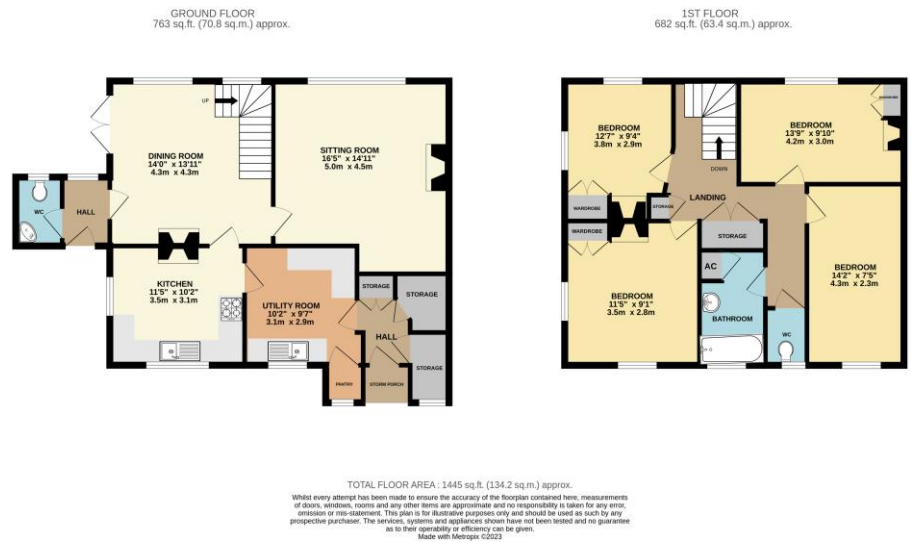 GROUND FLOOR
763 sq.ft. (70.8 sq.m.) approx.
1ST FLOOR
682 sq.ft. (63.4 sq.m.) approx.
UP
DINING ROOM
14'0" x 13'11"
4.3m x 4.3m
SITTING ROOM
16'5" x 14'11"
5.0m x 4.5m
WC
HALL
KITCHEN
11'5" x 10'2"
3.5m x 3.1m
UTILITY ROOM
10'2" x 9'7"
3.1m x 2.9m
STORAGE
STORAGE
HALL
STORAGE
PANTRY
STORM PORCH
BEDROOM
12'7" x 9'4"
3.8m x 2.9m
WARDROBE
BEDROOM
13'9" x 9'10"
4.2m x 3.0m
WARDROBE
DOWN
LANDING
STORAGE
WARDROBE
STORAGE
BEDROOM
11'5" x 9'1"
3.5m x 2.8m
AC
BATHROOM
WC
BEDROOM
14'2" x 7'5"
4.3m x 2.3m
TOTAL FLOOR AREA : 1445 sq.ft. (134.2 sq.m.) approx.
Whilst every attempt has been made to ensure the accuracy of the floorplan contained here, measurements
of doors, windows, rooms and any other items are approximate and no responsibility is taken for any error,
omission or mis-statement. This plan is for illustrative purposes only and should be used as such by any
prospective purchaser. The services, systems and appliances shown have not been tested and no guarantee
as to their operability or efficiency can be given.
Made with Metropix ©2023